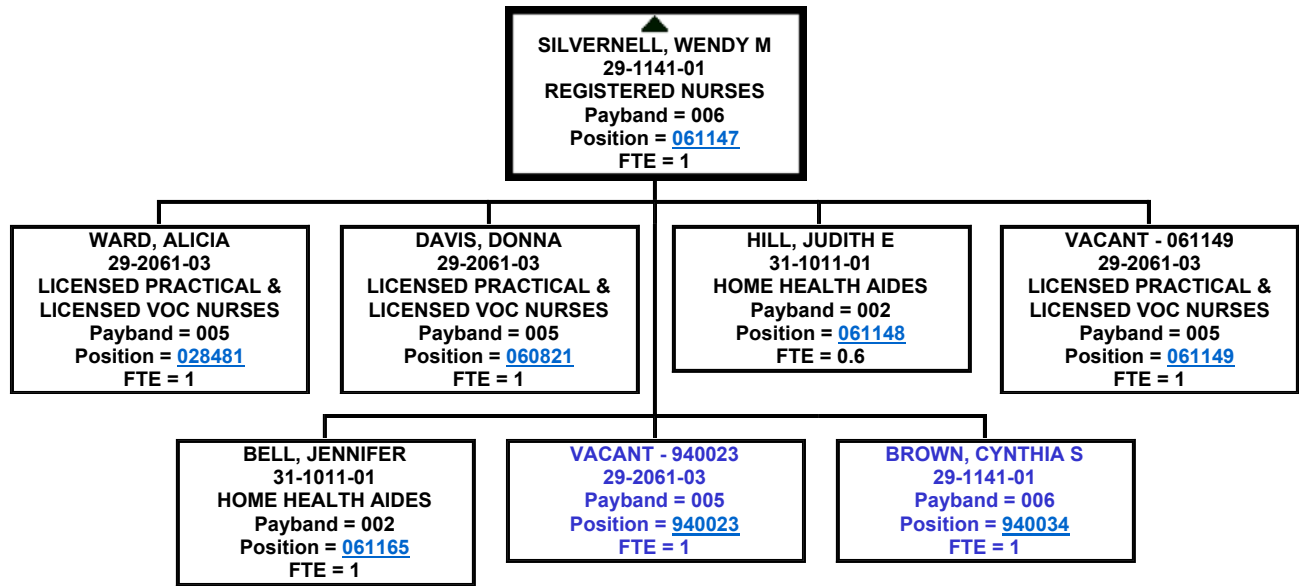 SILVERNELL, WENDY M
29-1141-01
REGISTERED NURSES
Payband = 006
Position = 061147
FTE = 1
WARD, ALICIA
29-2061-03
LICENSED PRACTICAL &
LICENSED VOC NURSES
Payband = 005
Position = 028481
FTE = 1
DAVIS, DONNA
29-2061-03
LICENSED PRACTICAL &
LICENSED VOC NURSES
Payband = 005
Position = 060821
FTE = 1
HILL, JUDITH E
31-1011-01
HOME HEALTH AIDES
Payband = 002
Position = 061148
FTE = 0.6
VACANT - 061149
29-2061-03
LICENSED PRACTICAL &
LICENSED VOC NURSES
Payband = 005
Position = 061149
FTE = 1
BELL, JENNIFER
31-1011-01
HOME HEALTH AIDES
Payband = 002
Position = 061165
FTE = 1
VACANT - 940023
29-2061-03
Payband = 005
Position = 940023
FTE = 1
BROWN, CYNTHIA S
29-1141-01
Payband = 006
Position = 940034
FTE = 1